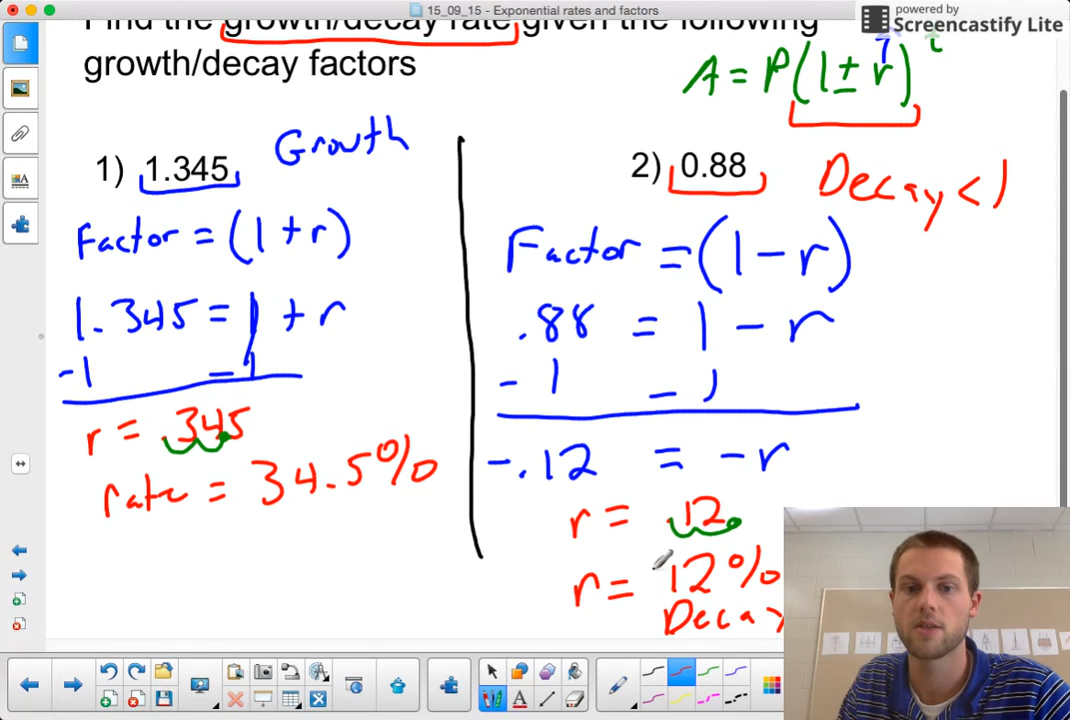 15_09_15 - Exponential rates and factors
powered by
Screencastify Lite
Find the growth/decay rate given the following
growth/decay factors
A = P(1 ± r)^t
1) 1.345 Growth
Factor = (1 + r)
1.345 = 1 + r
-1 -1
r = .345
rate = 34.5%
2) 0.88 Decay < 1
Factor = (1 - r)
.88 = 1 - r
- 1 - 1
-.12 = -r
r = .12
r = 12%
Decay